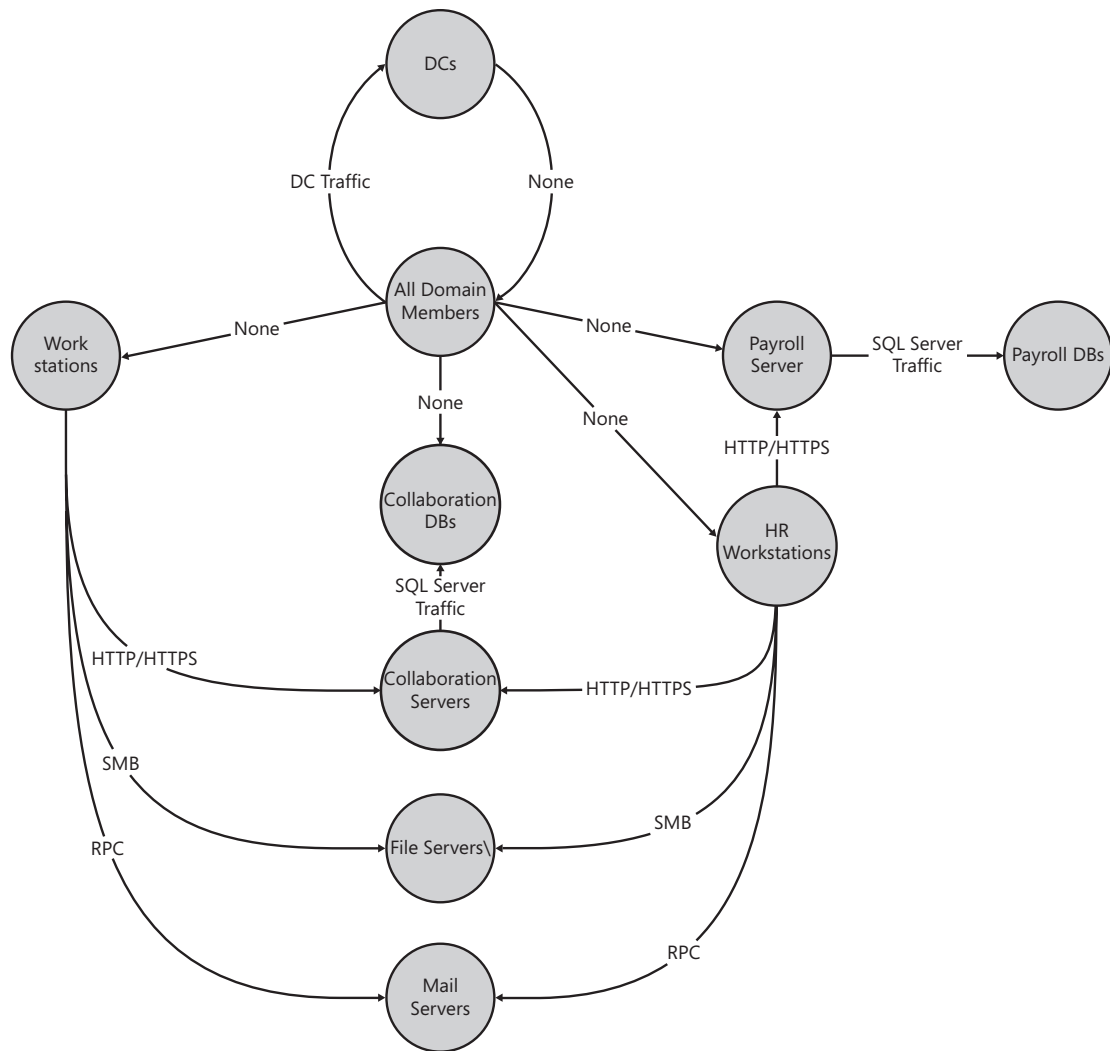 DCs
DC Traffic
None
All Domain
Members
None
None
Work
stations
Payroll
Server
SQL Server
Traffic
Payroll DBs
None
None
HTTP/HTTPS
Collaboration
DBs
HR
Workstations
SQL Server
Traffic
HTTP/HTTPS
Collaboration
Servers
HTTP/HTTPS
SMB
SMB
File Servers\
RPC
RPC
Mail
Servers